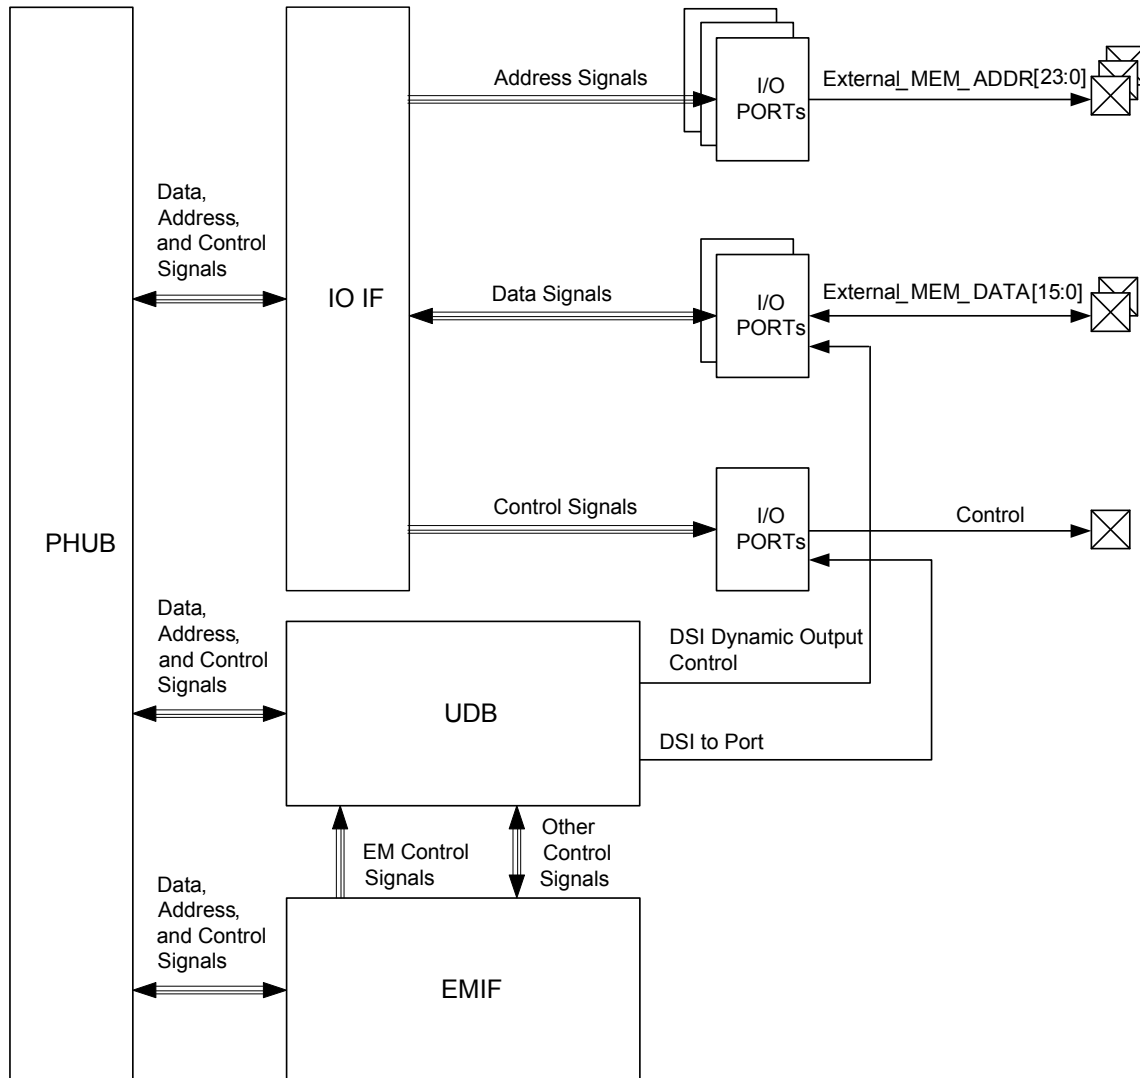 Address Signals
I/O
PORTs
External_MEM_ADDR[23:0]
Data,
Address,
and Control
Signals
IO IF
Data Signals
I/O
PORTs
External_MEM_DATA[15:0]
Control Signals
I/O
PORTs
Control
PHUB
Data,
Address,
and Control
Signals
UDB
DSI Dynamic Output
Control
DSI to Port
EM Control
Signals
Other
Control
Signals
Data,
Address,
and Control
Signals
EMIF